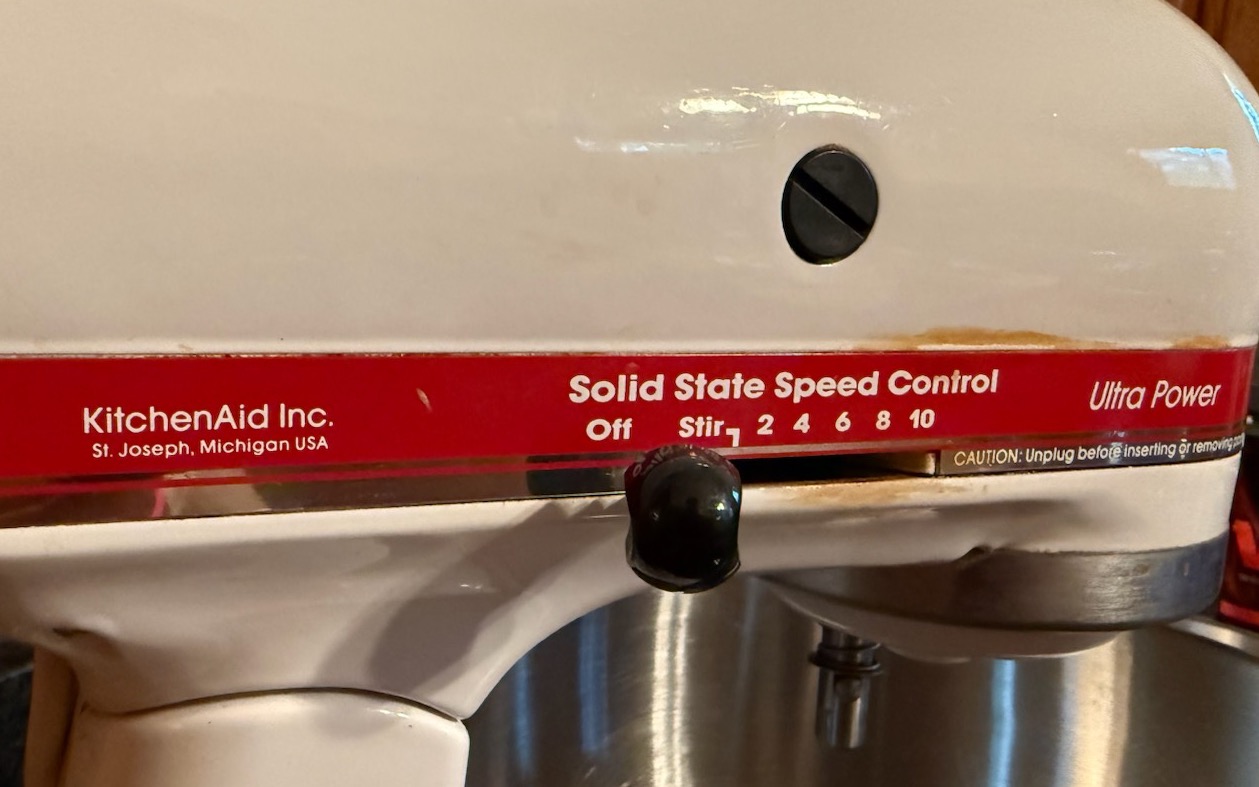 Solid State Speed Control
Off Stir 2 4 6 8 10
Ultra Power
KitchenAid Inc.
St. Joseph, Michigan USA
CAUTION: Unplug before inserting or removing